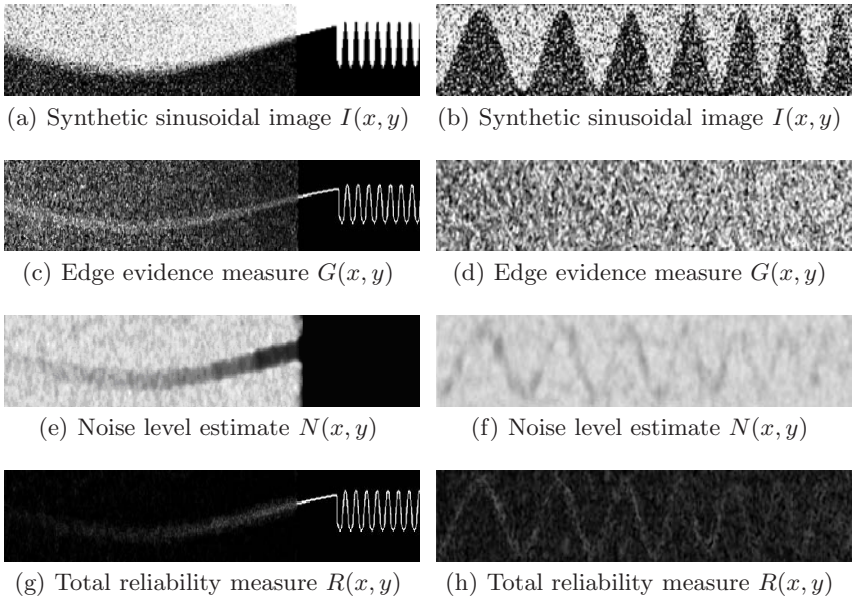 (a) Synthetic sinusoidal image I(x, y)
(b) Synthetic sinusoidal image I(x, y)
(c) Edge evidence measure G(x, y)
(d) Edge evidence measure G(x, y)
(e) Noise level estimate N(x, y)
(f) Noise level estimate N(x, y)
(g) Total reliability measure R(x, y)
(h) Total reliability measure R(x, y)